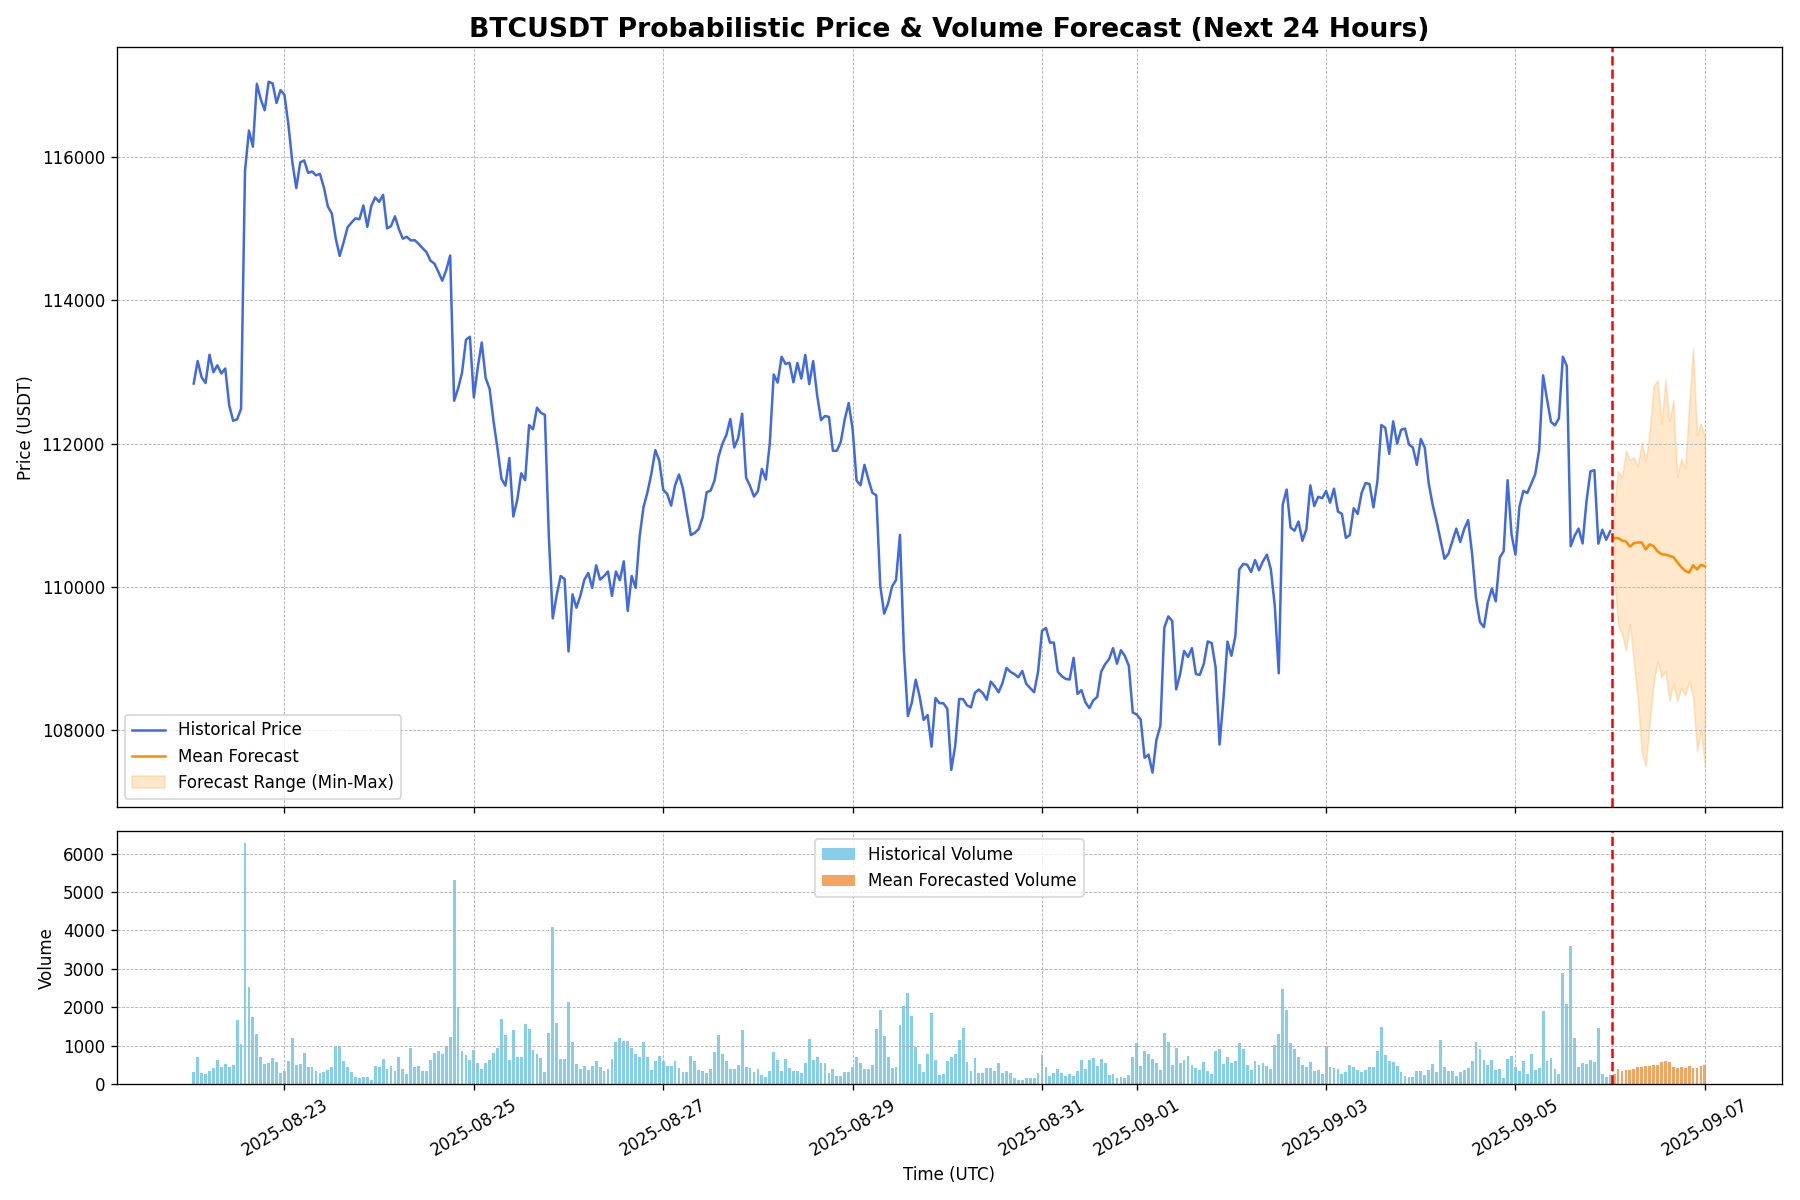 BTCUSDT Probabilistic Price & Volume Forecast (Next 24 Hours)
Price (USDT)
116000
114000
112000
110000
108000
Historical Price
Mean Forecast
Forecast Range (Min-Max)
Volume
6000
5000
4000
3000
2000
1000
0
Historical Volume
Mean Forecasted Volume
2025-08-23
2025-08-25
2025-08-27
2025-08-29
2025-08-31
2025-09-01
2025-09-03
2025-09-05
2025-09-07
Time (UTC)